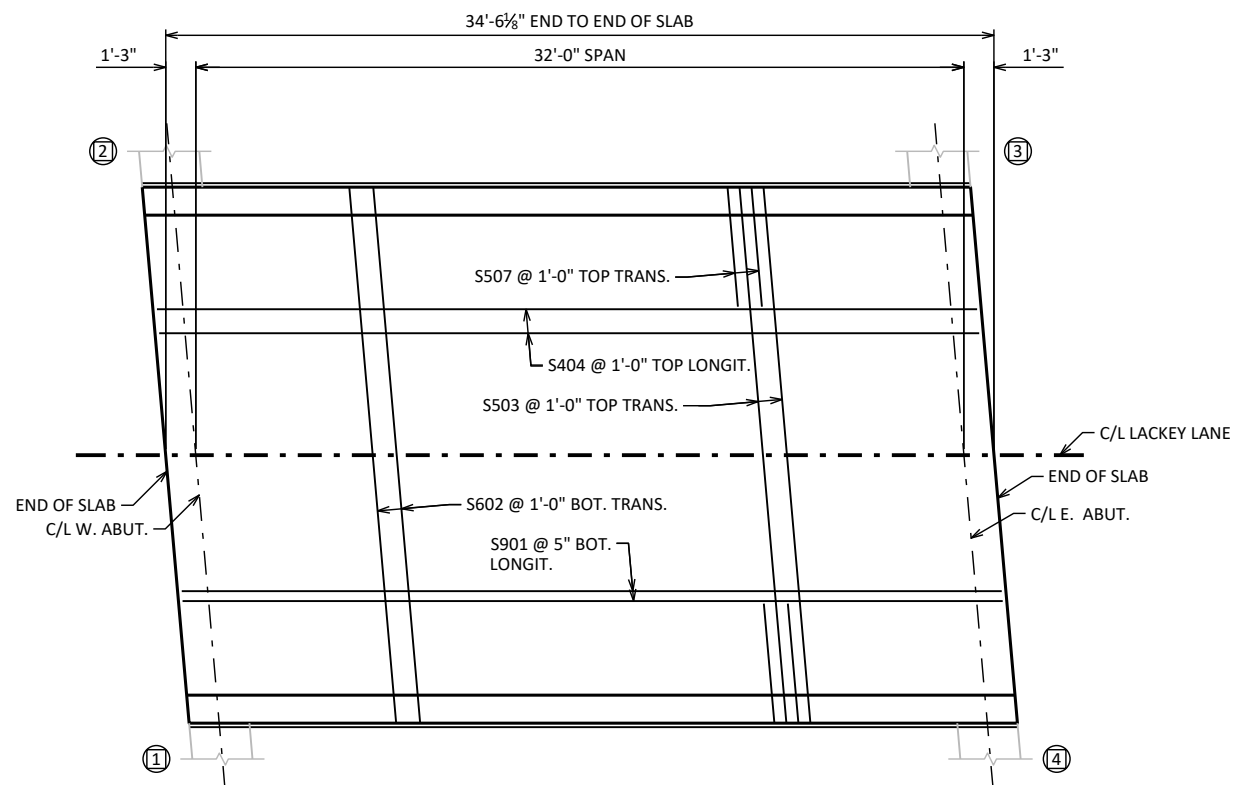 34'-6⅛" END TO END OF SLAB
1'-3"
32'-0" SPAN
1'-3"
2
3
S507 @ 1'-0" TOP TRANS.
S404 @ 1'-0" TOP LONGIT.
S503 @ 1'-0" TOP TRANS.
C/L LACKEY LANE
END OF SLAB
C/L W. ABUT.
S602 @ 1'-0" BOT. TRANS.
END OF SLAB
C/L E. ABUT.
S901 @ 5" BOT.
LONGIT.
1
4